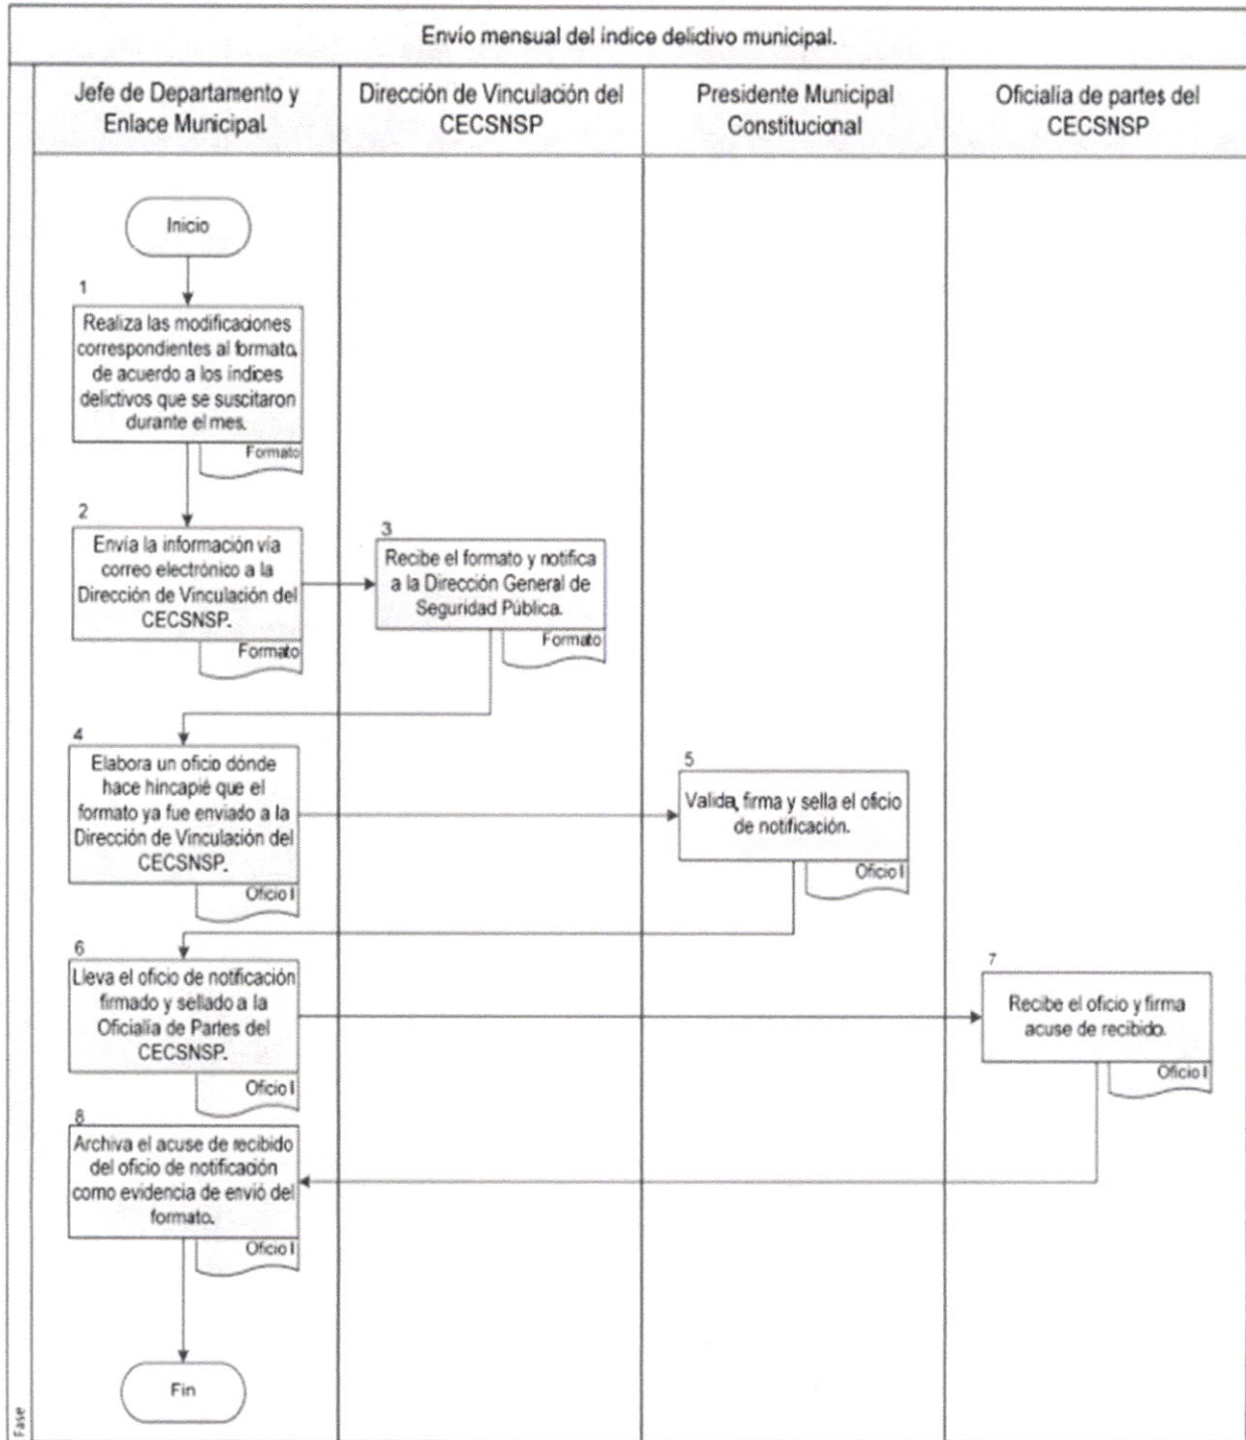 Envío mensual del índice delictivo municipal.
Jefe de Departamento y
Enlace Municipal.
Dirección de Vinculación del
CECSNSP
Presidente Municipal
Constitucional
Oficialía de partes del
CECSNSP
Inicio
1
Realiza las modificaciones
correspondientes al formato,
de acuerdo a los índices
delictivos que se suscitaron
durante el mes.
Formato
2
Envía la información vía
correo electrónico a la
Dirección de Vinculación del
CECSNSP.
Formato
3
Recibe el formato y notifica
a la Dirección General de
Seguridad Pública.
Formato
4
Elabora un oficio dónde
hace hincapié que el
formato ya fue enviado a la
Dirección de Vinculación del
CECSNSP.
Oficio I
5
Valida, firma y sella el oficio
de notificación.
Oficio I
6
Lleva el oficio de notificación
firmado y sellado a la
Oficialía de Partes del
CECSNSP.
Oficio I
7
Recibe el oficio y firma
acuse de recibido.
Oficio I
8
Archiva el acuse de recibido
del oficio de notificación
como evidencia de envió del
formato.
Oficio I
Fin
Fase